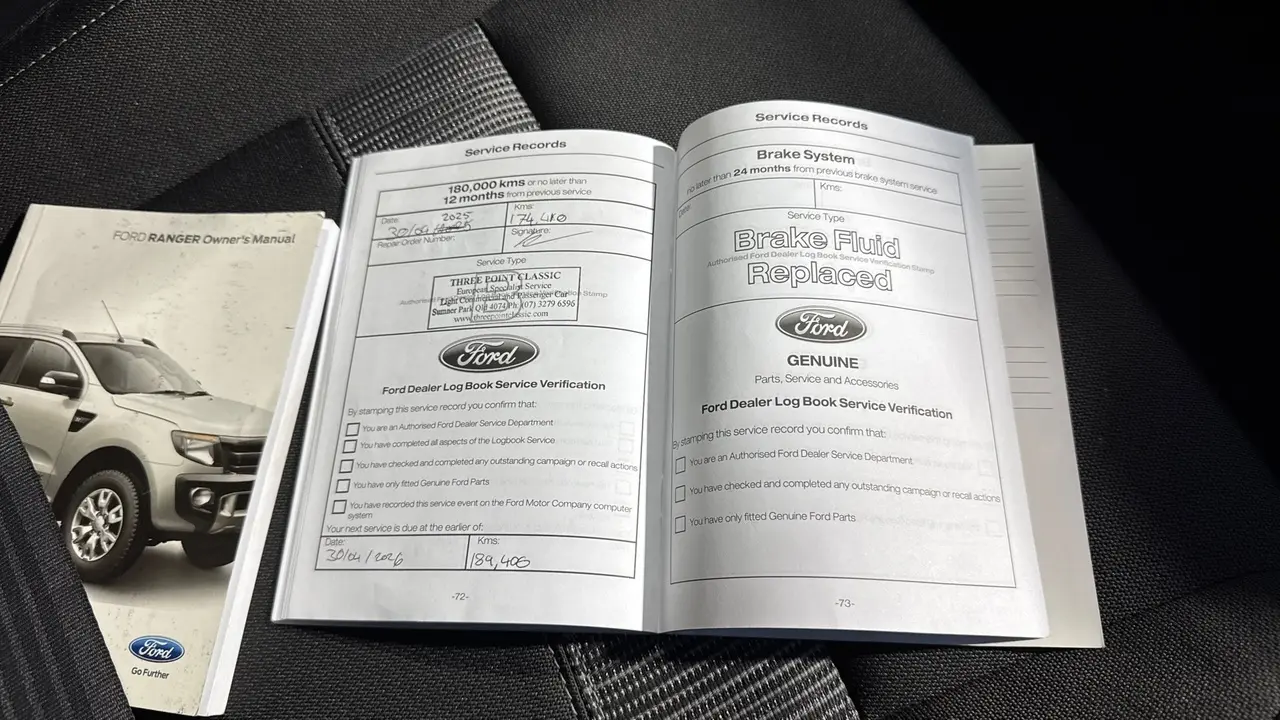 FORD RANGER Owner's Manual
Ford
Go Further
Service Records
180,000 kms or no later than
12 months from previous service
Date:
2025
30/04/
Kms:
174,410
Repair Order Number:
Signature:
Service Type
THREE POINT CLASSIC
European Specialist Service
Light Commercial and Passenger Car
Sumner Park Qld 4074 Ph: (07) 3279 6596
www.threepointclassic.com
Ford
Ford Dealer Log Book Service Verification
By stamping this service record you confirm that:
You are an Authorised Ford Dealer Service Department
You have completed all aspects of the Logbook Service
You have checked and completed any outstanding campaign or recall actions
You have only fitted Genuine Ford Parts
You have recorded this service event on the Ford Motor Company computer
system
Your next service is due at the earlier of:
Date:
30/04/2026
Kms:
189,406
-72-
Service Records
Brake System
no later than 24 months from previous brake system service
Date:
Kms:
Service Type
Brake Fluid
Authorised Ford Dealer Log Book Service Verification Stamp
Replaced
Ford
GENUINE
Parts, Service and Accessories
Ford Dealer Log Book Service Verification
By stamping this service record you confirm that:
You are an Authorised Ford Dealer Service Department
You have checked and completed any outstanding campaign or recall actions
You have only fitted Genuine Ford Parts
-73-